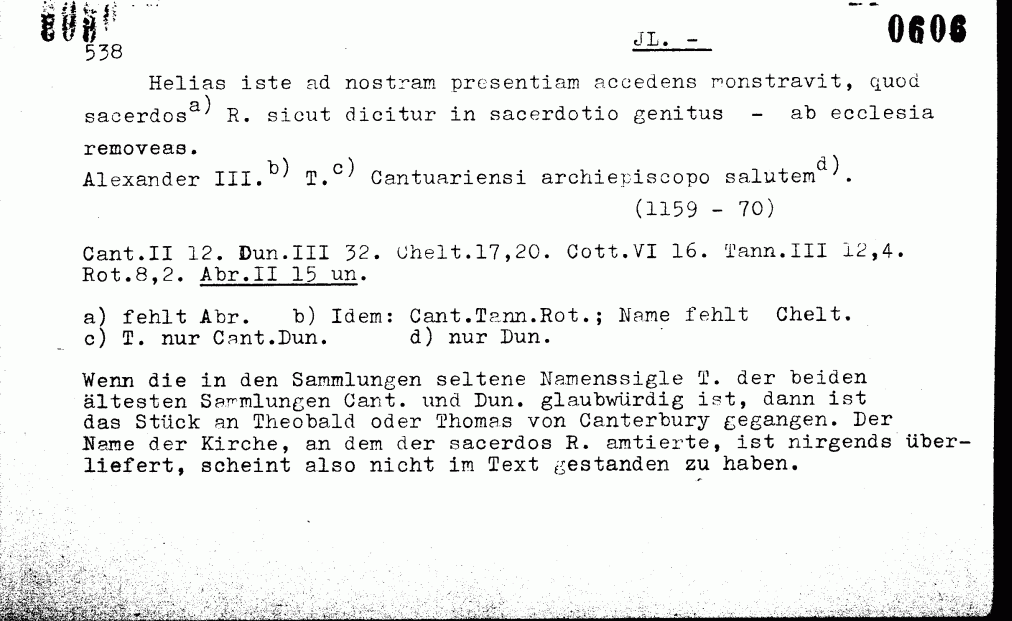 0606
538
JL. -
Helias iste ad nostram presentiam accedens monstravit, quod
sacerdos a) R. sicut dicitur in sacerdotio genitus - ab ecclesia
removeas.
Alexander III. b) T. c) Cantuariensi archiepiscopo salutem d).
(1159 - 70)
Cant.II 12. Dun.III 32. Chelt.17,20. Cott.VI 16. Tann.III 12,4.
Rot.8,2. Abr.II 15 un.
a) fehlt Abr. b) Idem: Cant.Tann.Rot.; Name fehlt Chelt.
c) T. nur Cant.Dun. d) nur Dun.
Wenn die in den Sammlungen seltene Namenssigle T. der beiden
ältesten Sammlungen Cant. und Dun. glaubwürdig ist, dann ist
das Stück an Theobald oder Thomas von Canterbury gegangen. Der
Name der Kirche, an dem der sacerdos R. amtierte, ist nirgends über-
liefert, scheint also nicht im Text gestanden zu haben.